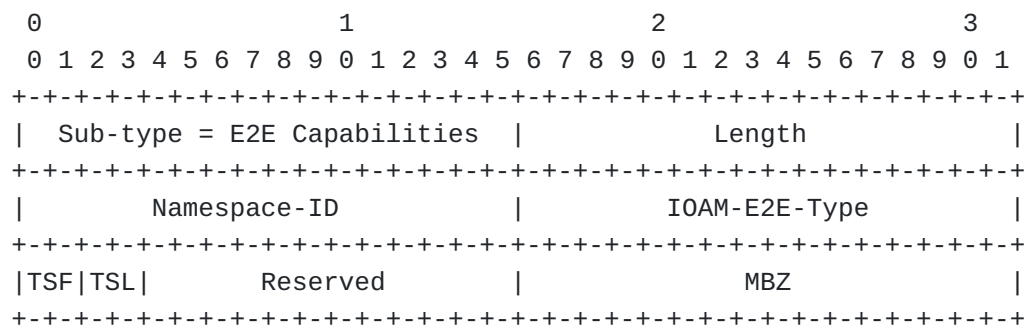 0                   1                   2                   3
 0 1 2 3 4 5 6 7 8 9 0 1 2 3 4 5 6 7 8 9 0 1 2 3 4 5 6 7 8 9 0 1
+-+-+-+-+-+-+-+-+-+-+-+-+-+-+-+-+-+-+-+-+-+-+-+-+-+-+-+-+-+-+-+-+
|  Sub-type = E2E Capabilities  |            Length             |
+-+-+-+-+-+-+-+-+-+-+-+-+-+-+-+-+-+-+-+-+-+-+-+-+-+-+-+-+-+-+-+-+
|        Namespace-ID           |         IOAM-E2E-Type         |
+-+-+-+-+-+-+-+-+-+-+-+-+-+-+-+-+-+-+-+-+-+-+-+-+-+-+-+-+-+-+-+-+
|TSF|TSL|       Reserved        |              MBZ              |
+-+-+-+-+-+-+-+-+-+-+-+-+-+-+-+-+-+-+-+-+-+-+-+-+-+-+-+-+-+-+-+-+